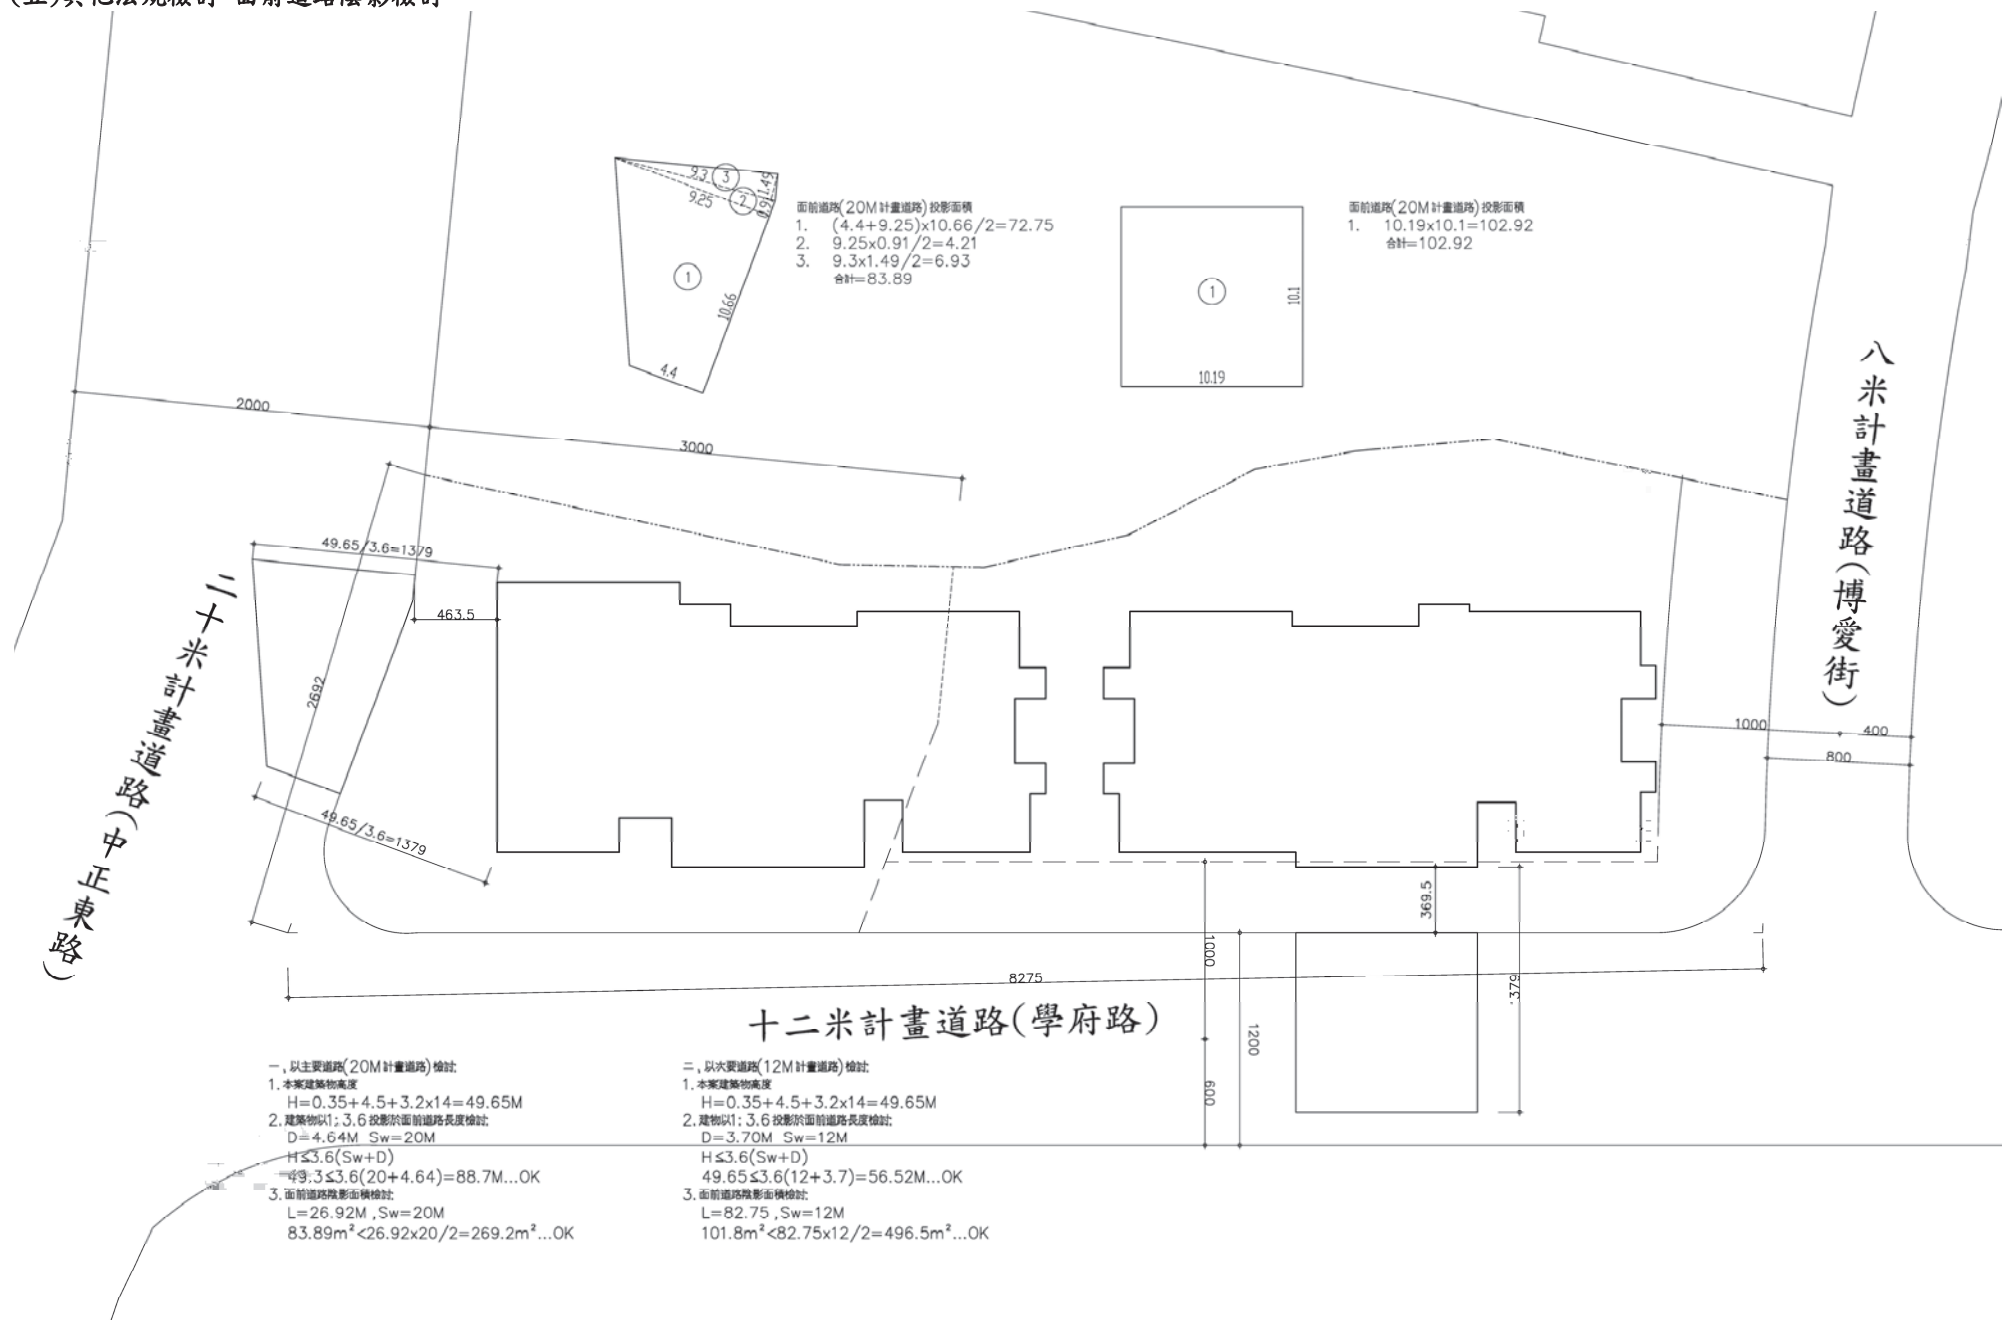 面前道路(20M計畫道路)投影面積
1. (4.4+9.25)x10.66/2=72.75
2. 9.25x0.91/2=4.21
3. 9.3x1.49/2=6.93
合計=83.89
面前道路(20M計畫道路)投影面積
1. 10.19x10.1=102.92
合計=102.92
9.3
3
1.49
9.25
2
0.91
1
10.66
4.4
1
10.1
10.19
2000
3000
八米計畫道路(博愛街)
49.65/3.6=1379
463.5
2692
二十米計畫道路(中正東路)
49.65/3.6=1379
1000
400
800
369.5
1000
8275
1200
600
十二米計畫道路(學府路)
一、以主要道路(20M計畫道路)檢討:
1.本案建築物高度
H=0.35+4.5+3.2x14=49.65M
2.建築物以1:3.6投影於面前道路長度檢討:
D=4.64M Sw=20M
H≤3.6(Sw+D)
49.3≤3.6(20+4.64)=88.7M...OK
3.面前道路陰影面積檢討:
L=26.92M ,Sw=20M
83.89m²<26.92x20/2=269.2m²...OK
二、以次要道路(12M計畫道路)檢討:
1.本案建築物高度
H=0.35+4.5+3.2x14=49.65M
2.建物以1:3.6投影於面前道路長度檢討:
D=3.70M Sw=12M
H≤3.6(Sw+D)
49.65≤3.6(12+3.7)=56.52M...OK
3.面前道路陰影面積檢討:
L=82.75 ,Sw=12M
101.8m²<82.75x12/2=496.5m²...OK